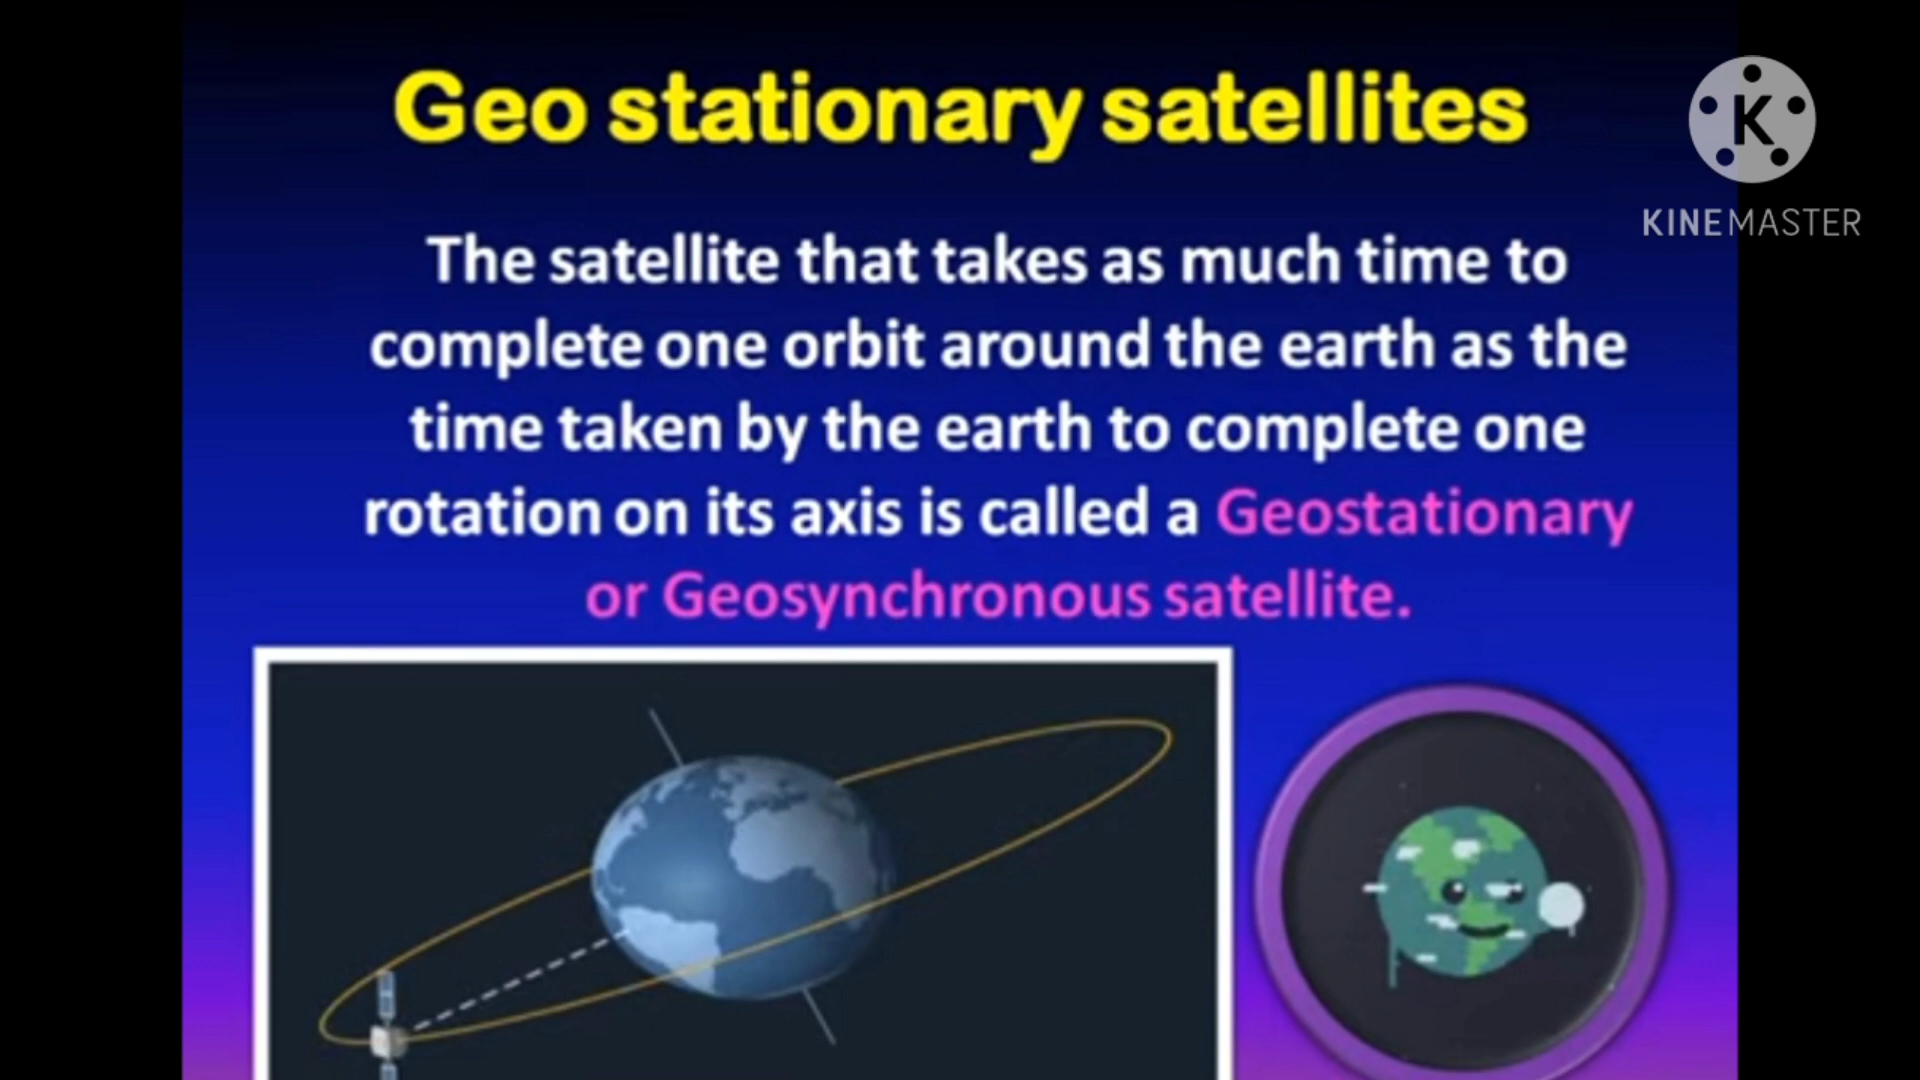 Geo stationary satellites
K
KINEMASTER
The satellite that takes as much time to
complete one orbit around the earth as the
time taken by the earth to complete one
rotation on its axis is called a Geostationary
or Geosynchronous satellite.